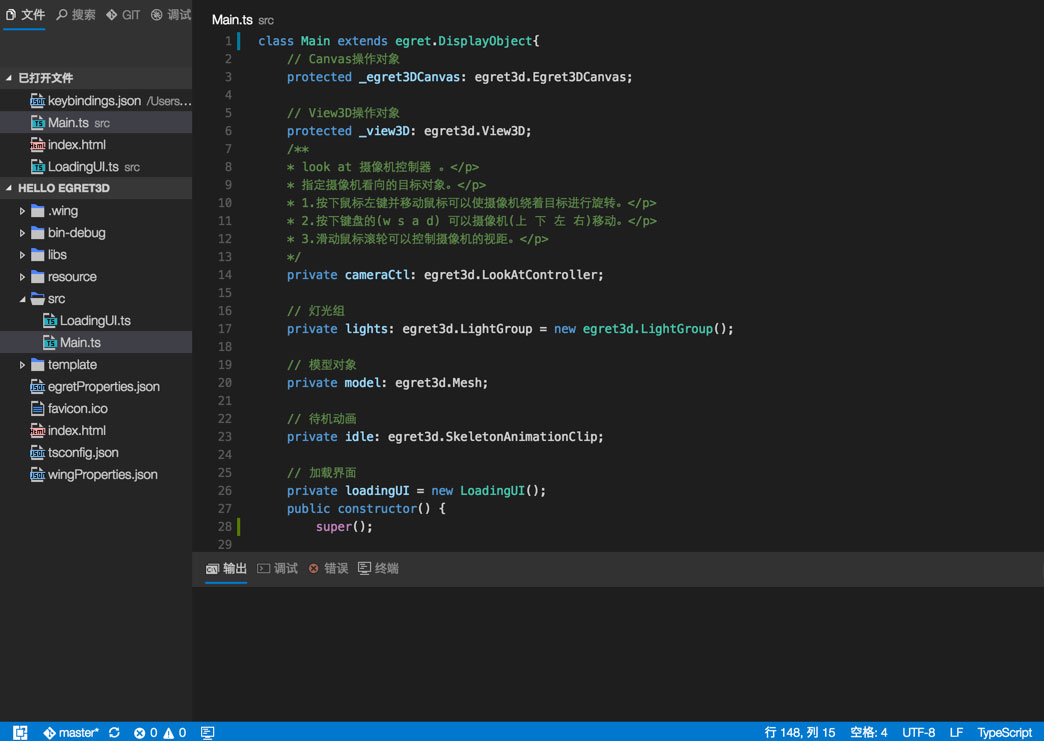 文件 搜索 GIT 调试
已打开文件
keybindings.json /Users...
Main.ts src
index.html
LoadingUI.ts src
HELLO EGRET3D
.wing
bin-debug
libs
resource
src
LoadingUI.ts
Main.ts
template
egretProperties.json
favicon.ico
index.html
tsconfig.json
wingProperties.json
Main.ts src
1 class Main extends egret.DisplayObject{
2 // Canvas操作对象
3 protected _egret3DCanvas: egret3d.Egret3DCanvas;
4
5 // View3D操作对象
6 protected _view3D: egret3d.View3D;
7 /**
8 * look at 摄像机控制器 。</p>
9 * 指定摄像机看向的目标对象。</p>
10 * 1.按下鼠标左键并移动鼠标可以使摄像机绕着目标进行旋转。</p>
11 * 2.按下键盘的(w s a d) 可以摄像机(上 下 左 右)移动。</p>
12 * 3.滑动鼠标滚轮可以控制摄像机的视距。</p>
13 */
14 private cameraCtl: egret3d.LookAtController;
15
16 // 灯光组
17 private lights: egret3d.LightGroup = new egret3d.LightGroup();
18
19 // 模型对象
20 private model: egret3d.Mesh;
21
22 // 待机动画
23 private idle: egret3d.SkeletonAnimationClip;
24
25 // 加载界面
26 private loadingUI = new LoadingUI();
27 public constructor() {
28 super();
29
输出 调试 错误 终端
master* 0 0 行 148, 列 15 空格: 4 UTF-8 LF TypeScript